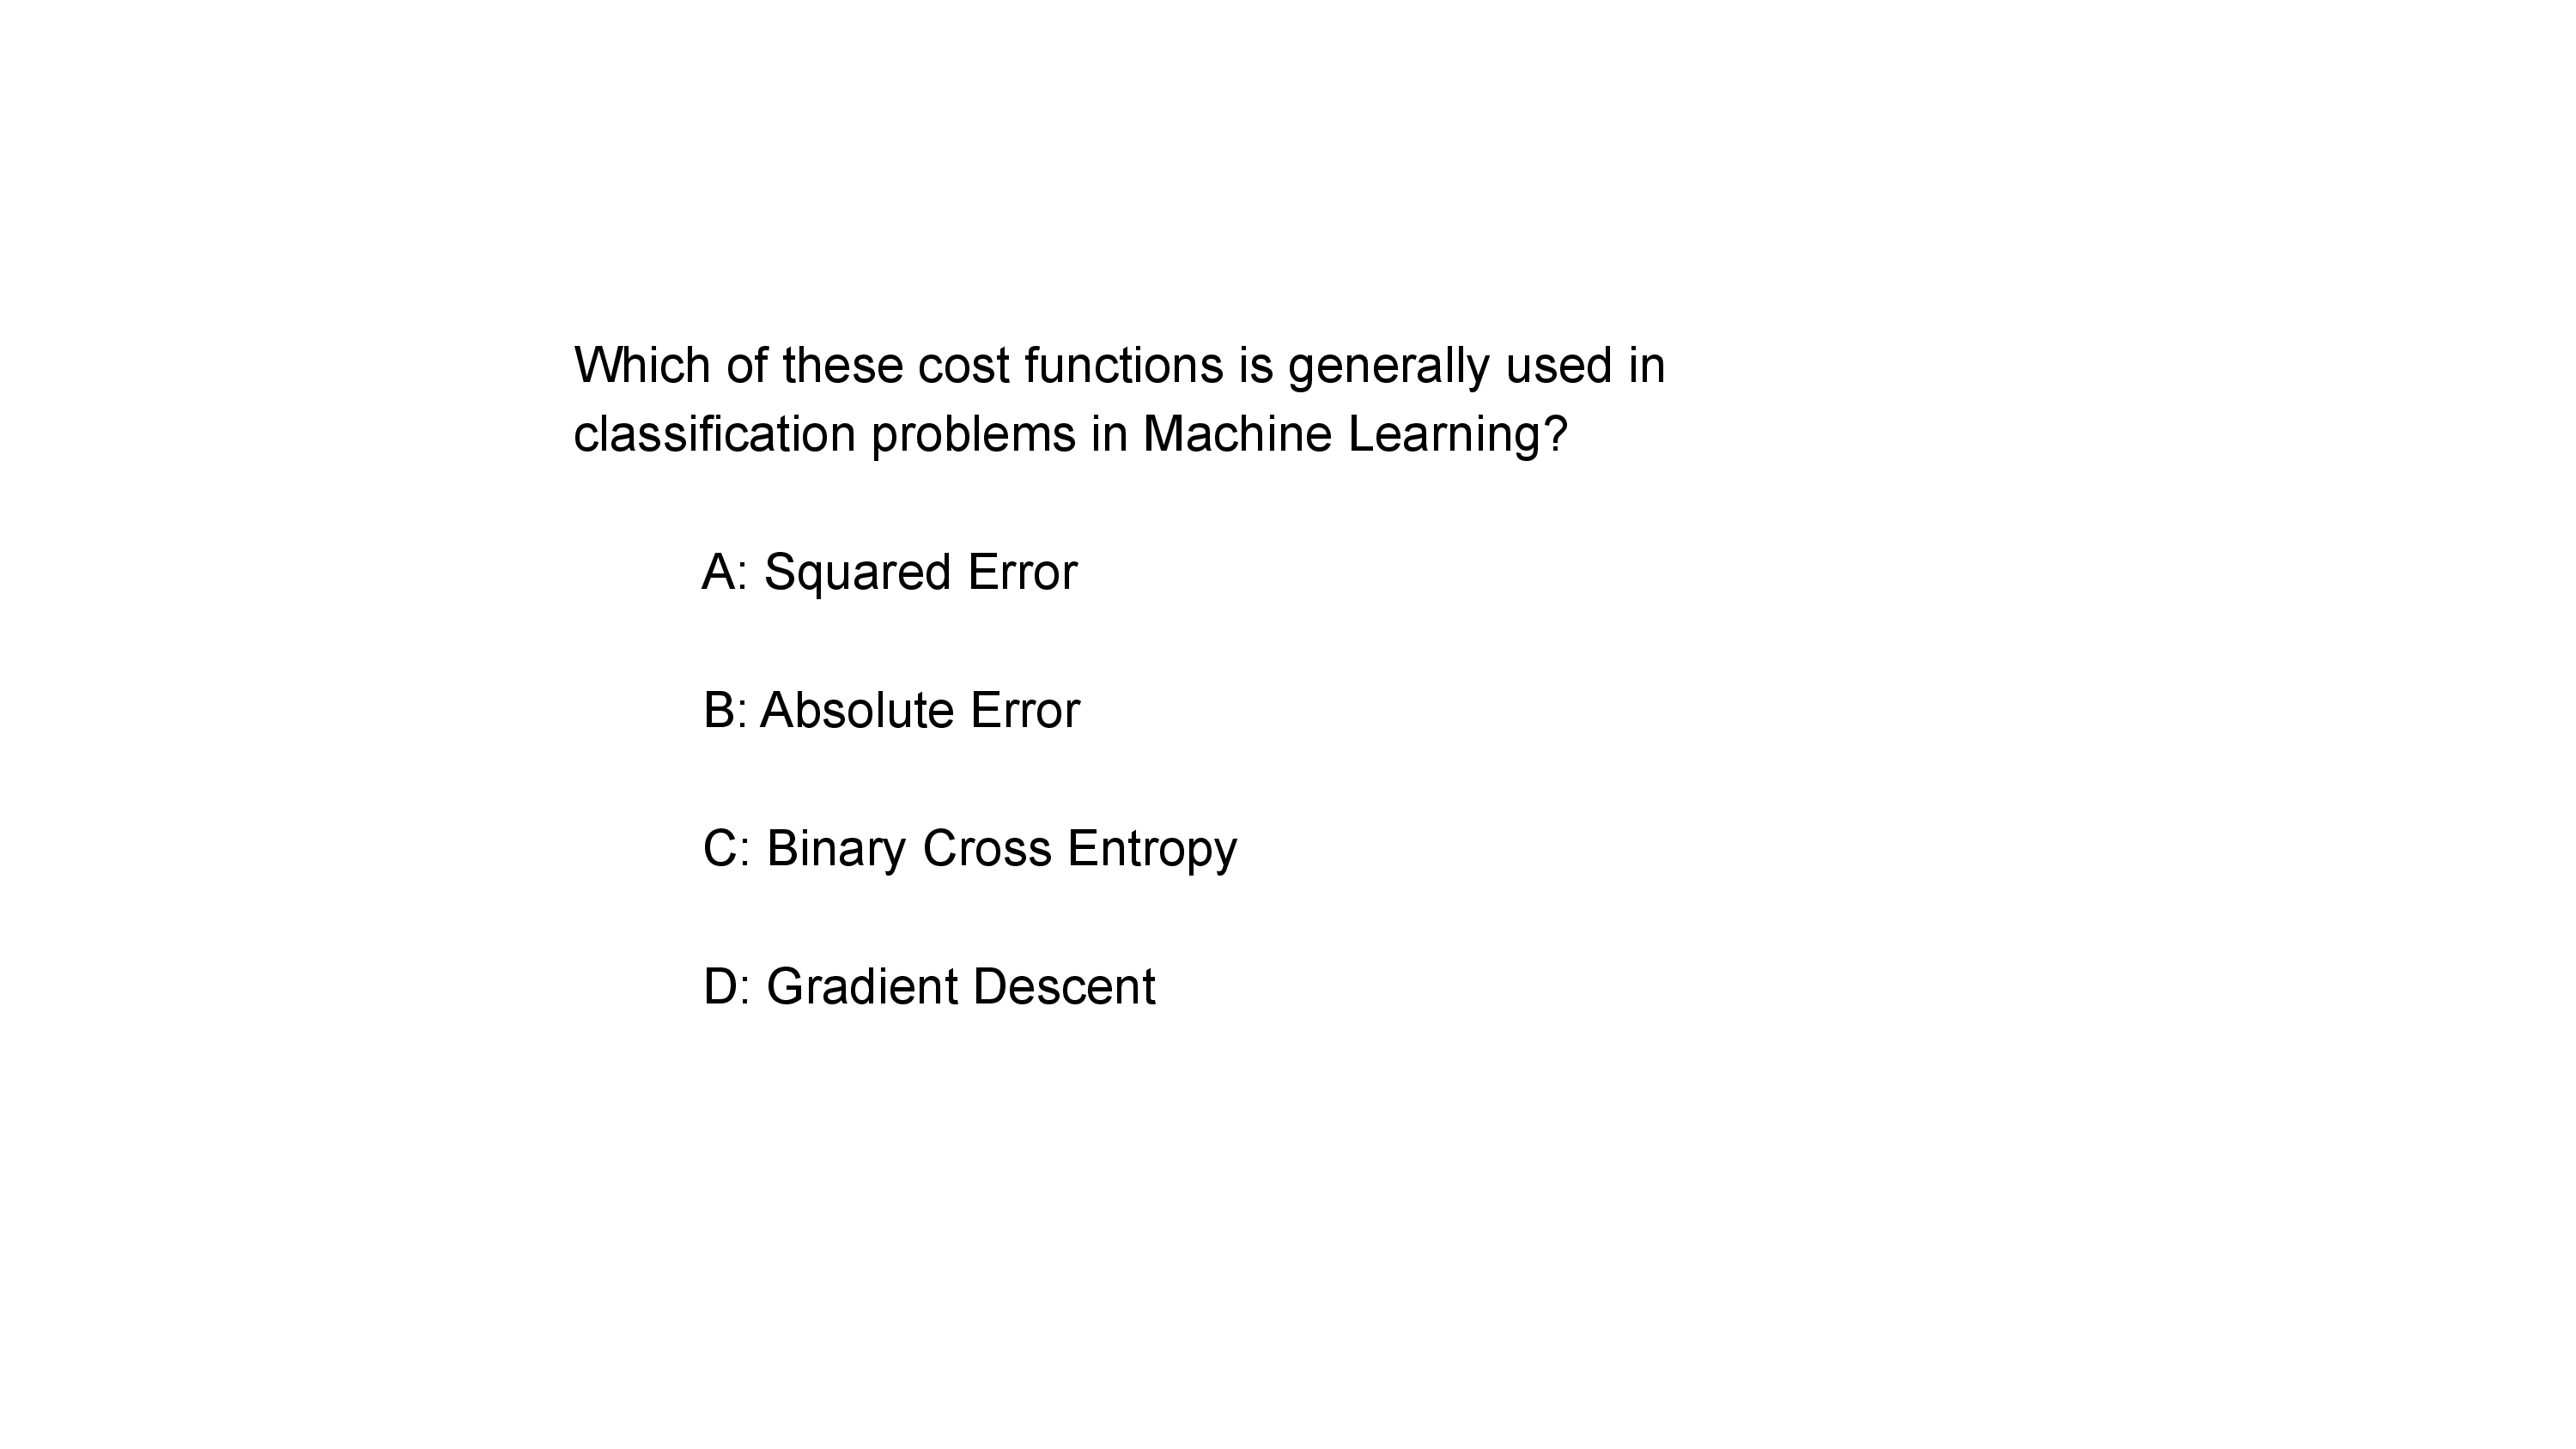 Which of these cost functions is generally used in
classification problems in Machine Learning?
A: Squared Error
B: Absolute Error
C: Binary Cross Entropy
D: Gradient Descent